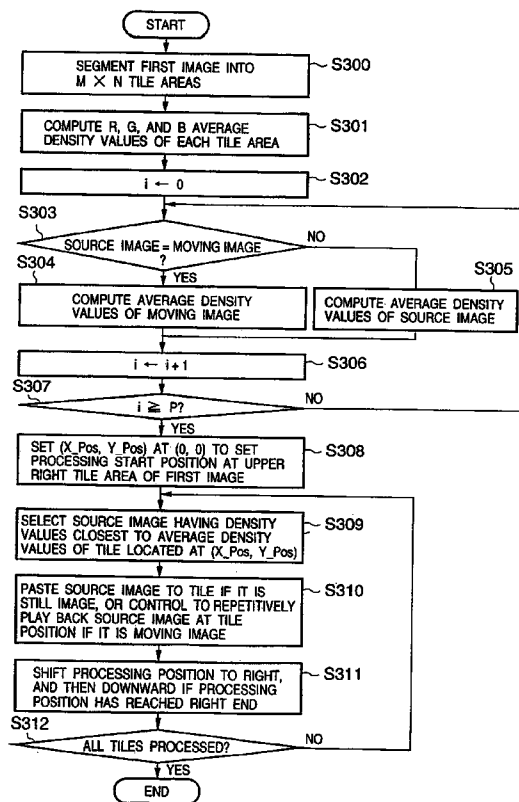 START
SEGMENT FIRST IMAGE INTO
M × N TILE AREAS
S300
COMPUTE R, G, AND B AVERAGE
DENSITY VALUES OF EACH TILE AREA
S301
i ← 0
S302
S303
SOURCE IMAGE = MOVING IMAGE
?
NO
YES
S304
COMPUTE AVERAGE DENSITY
VALUES OF MOVING IMAGE
S305
COMPUTE AVERAGE DENSITY
VALUES OF SOURCE IMAGE
i ← i+1
S306
S307
i ≧ P?
NO
YES
SET (X_Pos, Y_Pos) AT (0, 0) TO SET
PROCESSING START POSITION AT UPPER
RIGHT TILE AREA OF FIRST IMAGE
S308
SELECT SOURCE IMAGE HAVING DENSITY
VALUES CLOSEST TO AVERAGE DENSITY
VALUES OF TILE LOCATED AT (X_Pos, Y_Pos)
S309
PASTE SOURCE IMAGE TO TILE IF IT IS
STILL IMAGE, OR CONTROL TO REPETITIVELY
PLAY BACK SOURCE IMAGE AT TILE
POSITION IF IT IS MOVING IMAGE
S310
SHIFT PROCESSING POSITION TO RIGHT,
AND THEN DOWNWARD IF PROCESSING
POSITION HAS REACHED RIGHT END
S311
S312
ALL TILES PROCESSED?
NO
YES
END